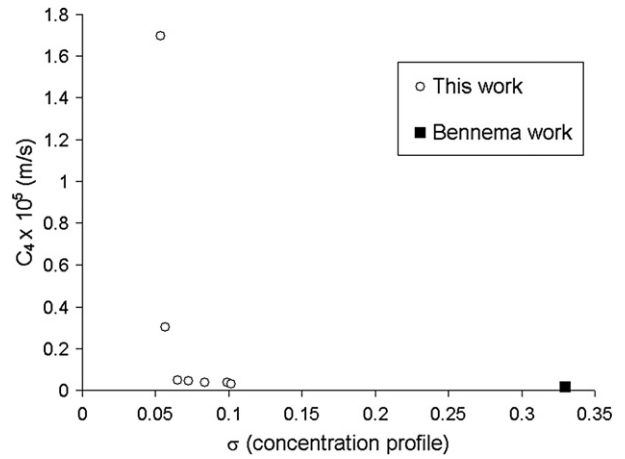 1.8
1.6
1.4
1.2
1
0.8
0.6
0.4
0.2
0
C₄ x 10⁵ (m/s)
○ This work
■ Bennema work
0 0.05 0.1 0.15 0.2 0.25 0.3 0.35
σ (concentration profile)